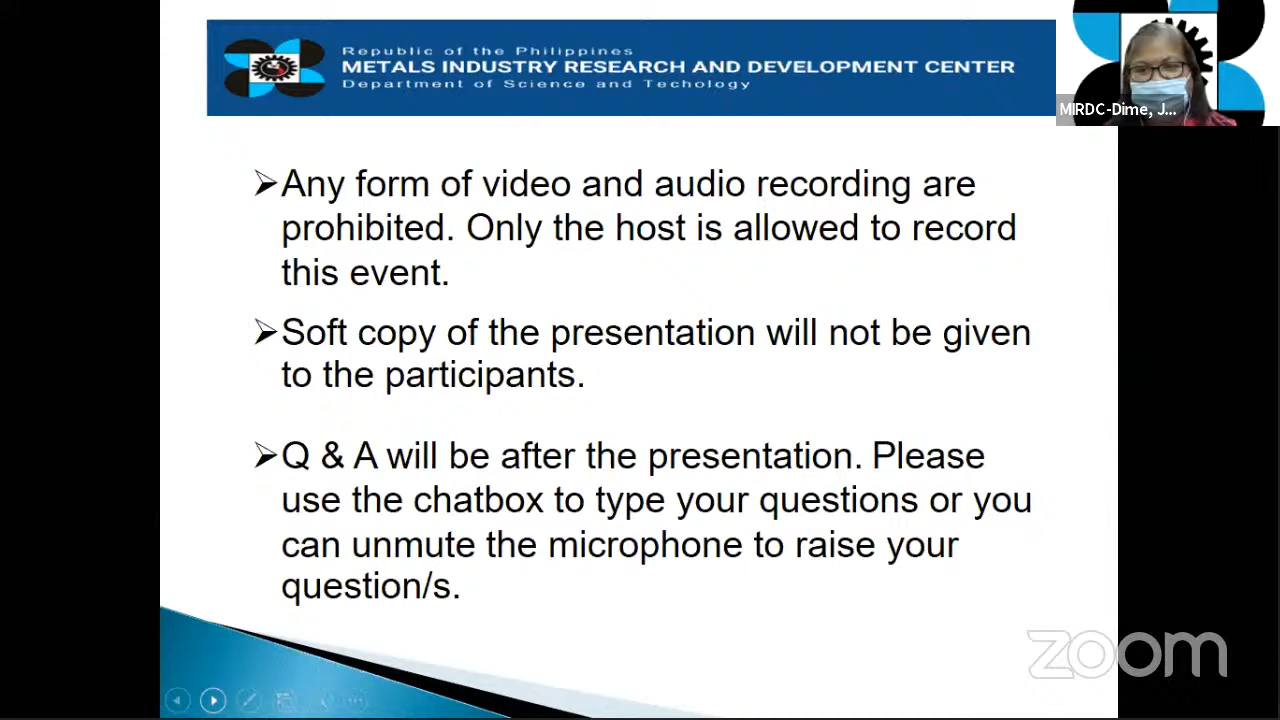 Republic of the Philippines
METALS INDUSTRY RESEARCH AND DEVELOPMENT CENTER
Department of Science and Techology
MIRDC-Dime, J...
➢Any form of video and audio recording are
prohibited. Only the host is allowed to record
this event.
➢Soft copy of the presentation will not be given
to the participants.
➢Q & A will be after the presentation. Please
use the chatbox to type your questions or you
can unmute the microphone to raise your
question/s.
zoom